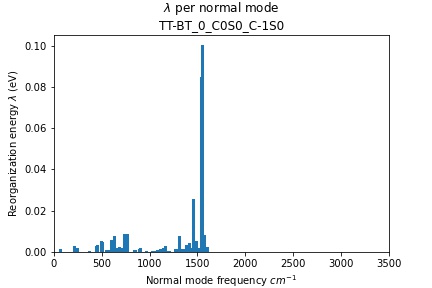 λ per normal mode
TT-BT_0_C0S0_C-1S0
Reorganization energy λ (eV)
0.10
0.08
0.06
0.04
0.02
0.00
0 500 1000 1500 2000 2500 3000 3500
Normal mode frequency cm⁻¹